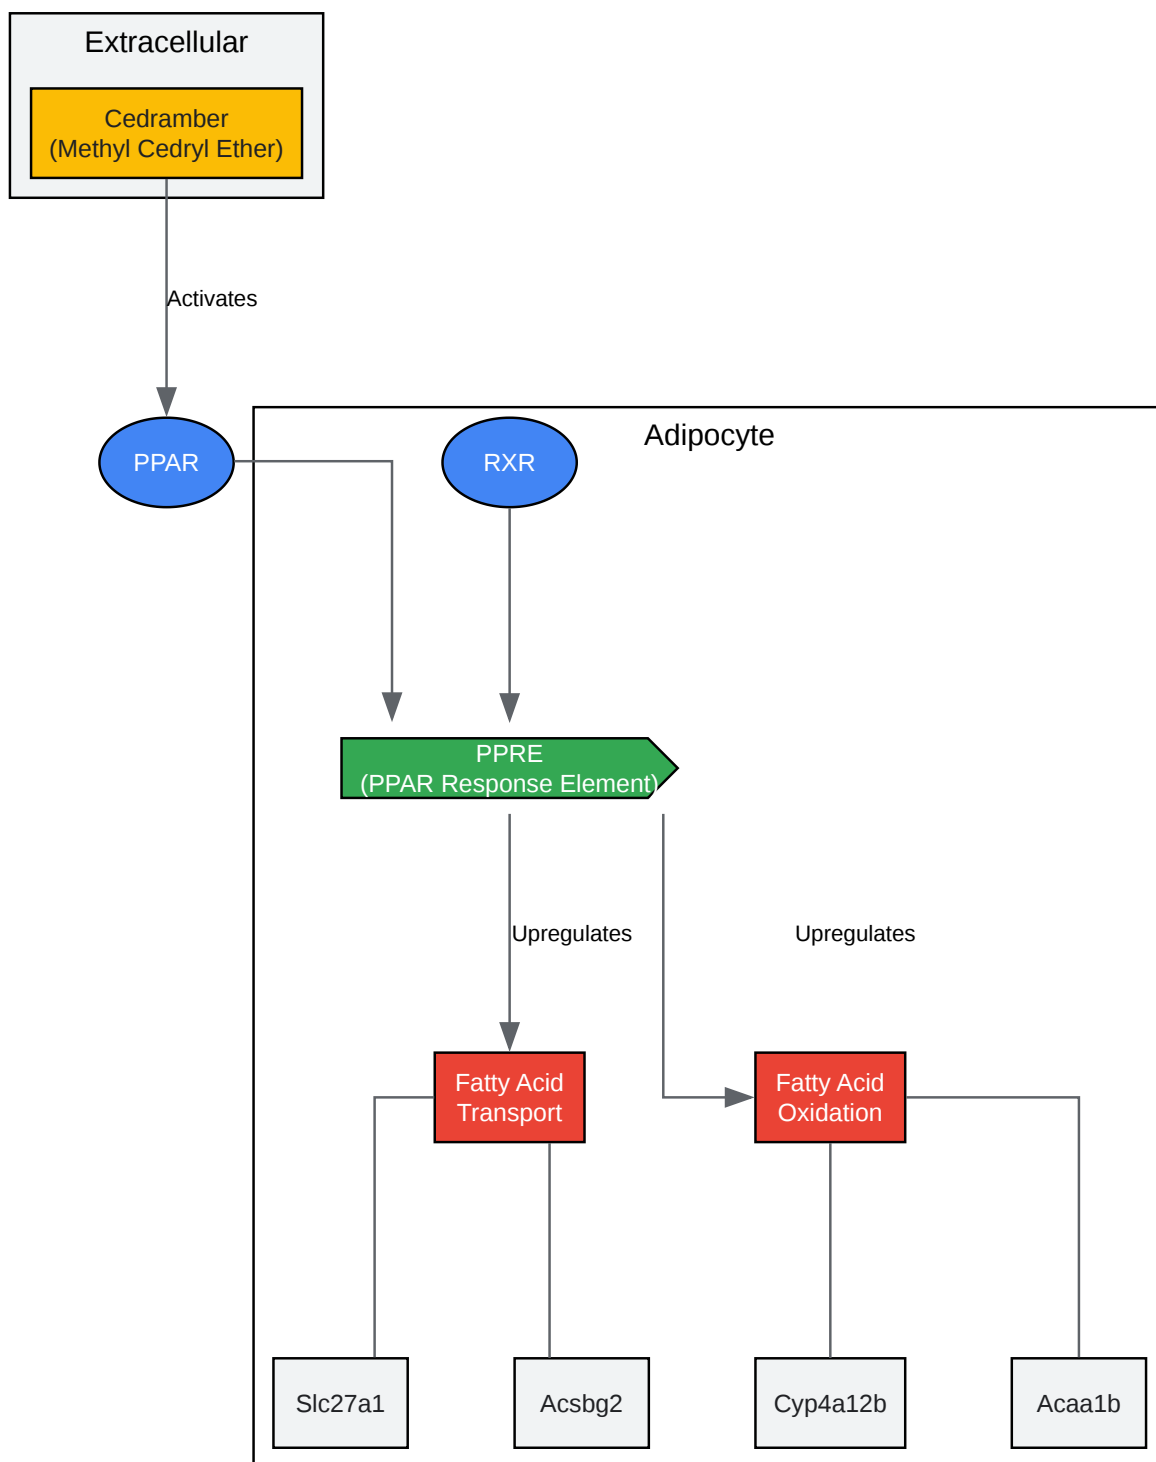 Extracellular
Cedramber
(Methyl Cedryl Ether)
Activates
PPAR
RXR
Adipocyte
PPRE
(PPAR Response Element)
Upregulates
Upregulates
Fatty Acid
Transport
Fatty Acid
Oxidation
Slc27a1
Acsbg2
Cyp4a12b
Acaa1b